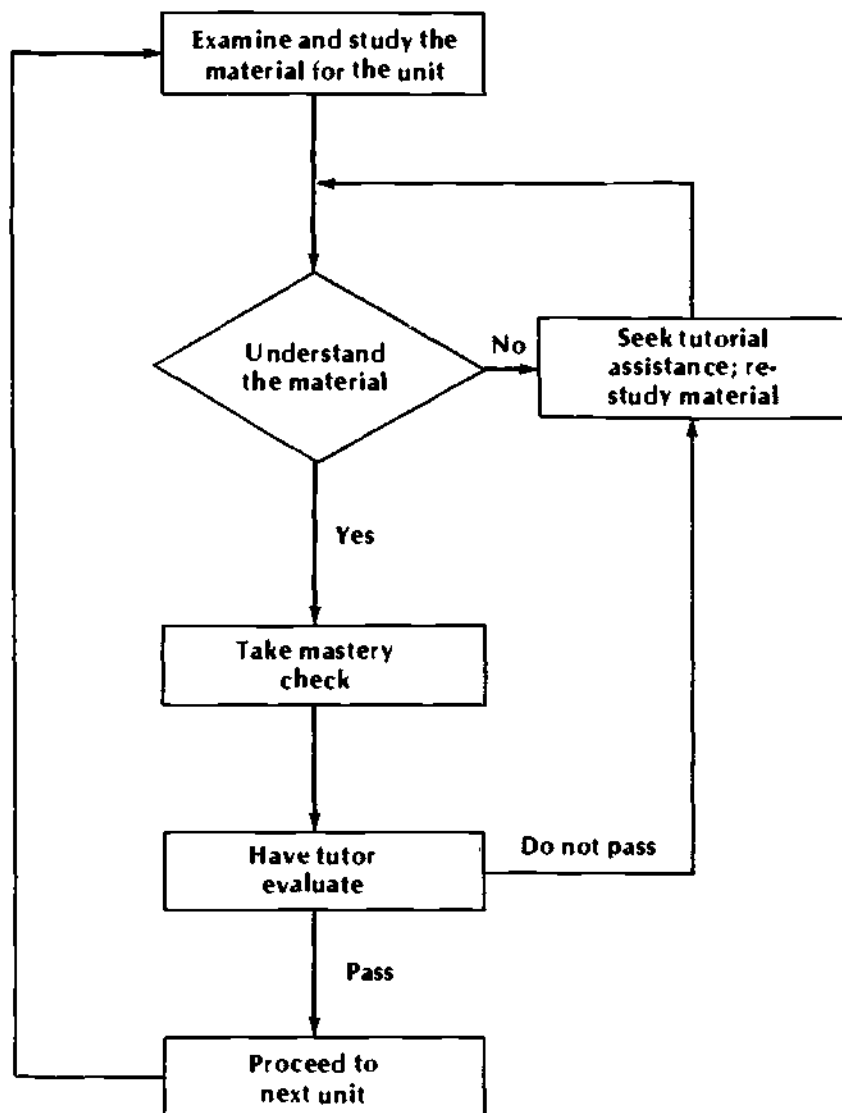 Examine and study the
material for the unit
Understand
the material
No
Seek tutorial
assistance; re-
study material
Yes
Take mastery
check
Have tutor
evaluate
Do not pass
Pass
Proceed to
next unit